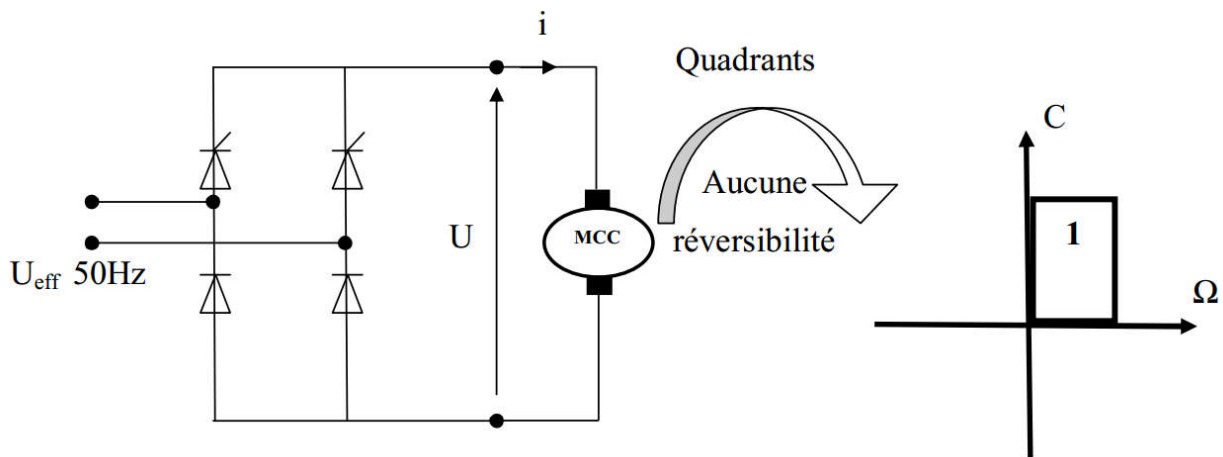 i
Quadrants
C
Aucune
réversibilité
1
U
MCC
Ω
Ueff 50Hz